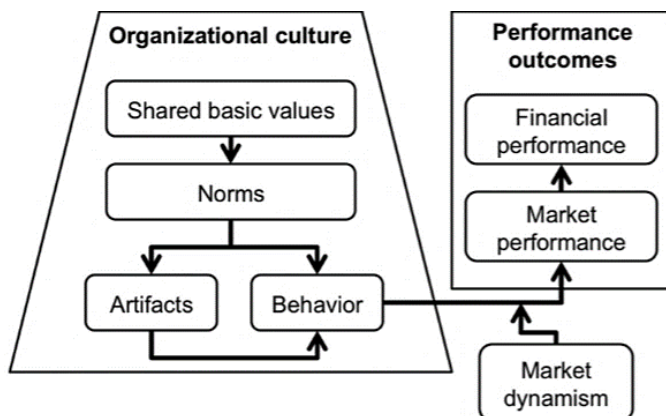 Organizational culture
Shared basic values
Norms
Artifacts
Behavior
Performance
outcomes
Financial
performance
Market
performance
Market
dynamism